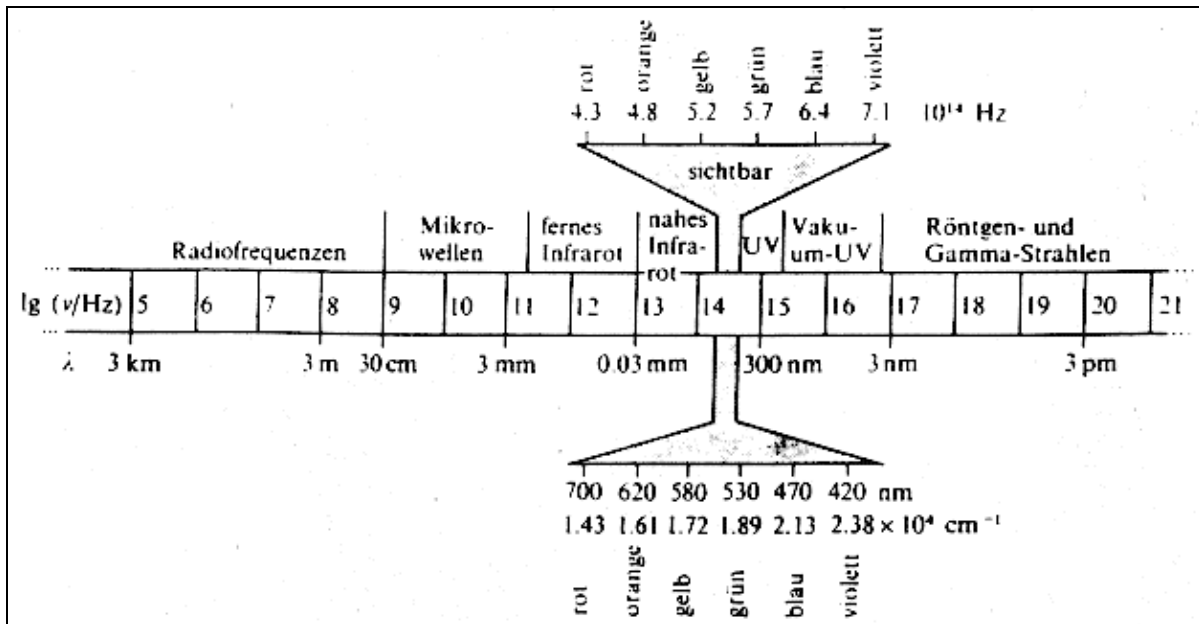 rot orange gelb grün blau violett
4.3 4.8 5.2 5.7 6.4 7.1 10¹⁴ Hz
sichtbar
Radiofrequenzen
Mikro-
wellen
fernes
Infrarot
nahes
Infra-
rot
UV
Vaku-
um-UV
Röntgen- und
Gamma-Strahlen
lg (ν/Hz) 5 6 7 8 9 10 11 12 13 14 15 16 17 18 19 20 21
λ 3 km 3 m 30 cm 3 mm 0.03 mm 300 nm 3 nm 3 pm
700 620 580 530 470 420 nm
1.43 1.61 1.72 1.89 2.13 2.38 × 10⁴ cm⁻¹
rot orange gelb grün blau violett